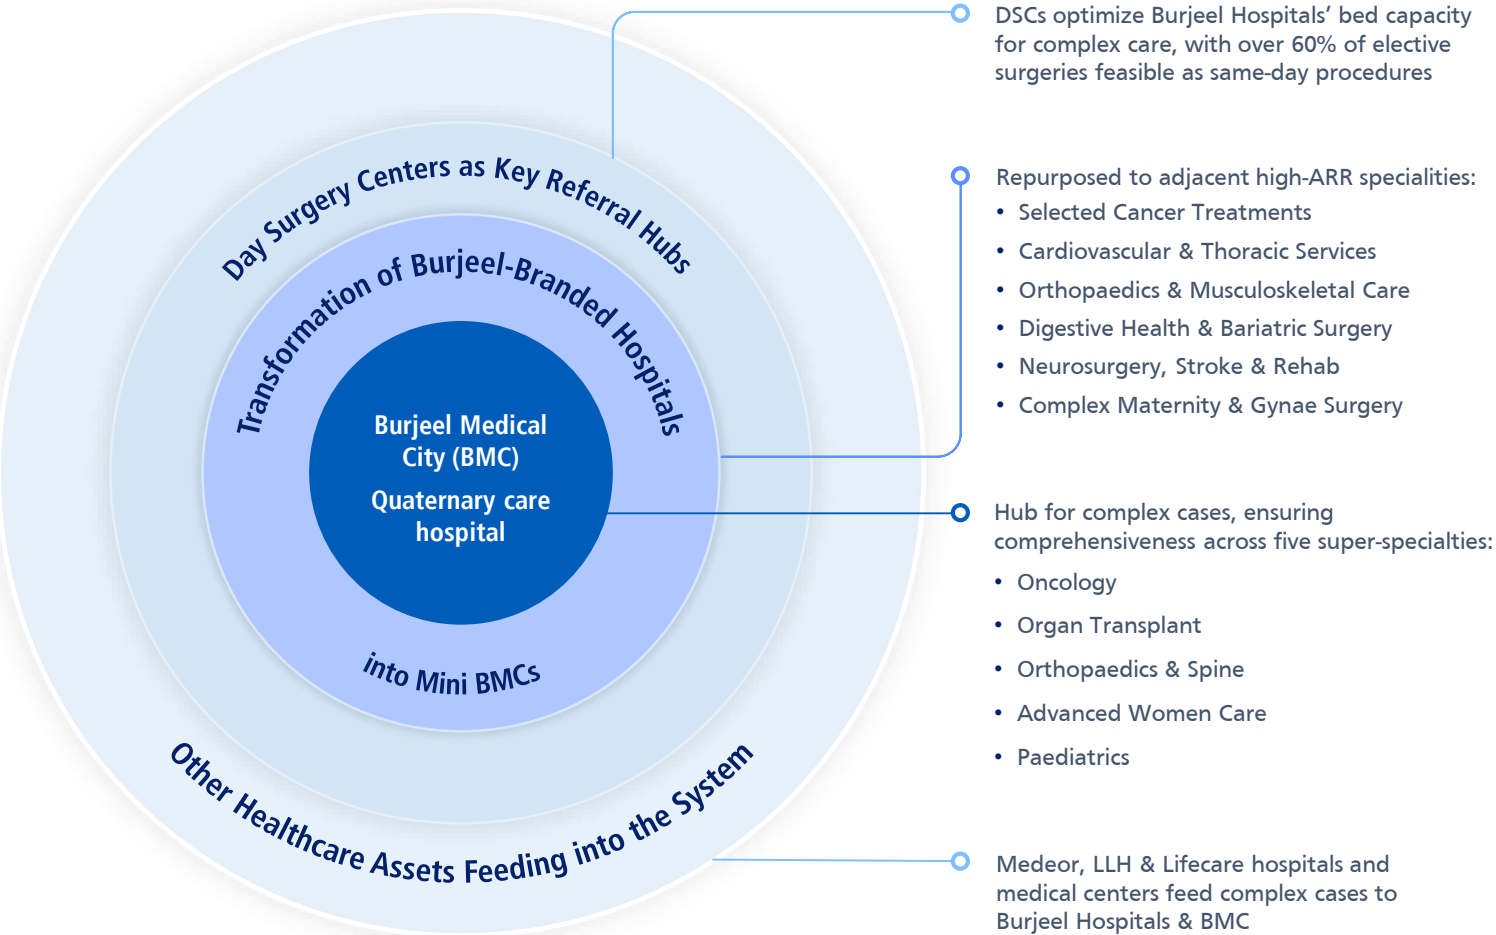 Day Surgery Centers as Key Referral Hubs
Transformation of Burjeel-Branded Hospitals
Burjeel Medical
City (BMC)
Quaternary care
hospital
into Mini BMCs
Other Healthcare Assets Feeding into the System
DSCs optimize Burjeel Hospitals’ bed capacity
for complex care, with over 60% of elective
surgeries feasible as same-day procedures
Repurposed to adjacent high-ARR specialities:
• Selected Cancer Treatments
• Cardiovascular & Thoracic Services
• Orthopaedics & Musculoskeletal Care
• Digestive Health & Bariatric Surgery
• Neurosurgery, Stroke & Rehab
• Complex Maternity & Gynae Surgery
Hub for complex cases, ensuring
comprehensiveness across five super-specialties:
• Oncology
• Organ Transplant
• Orthopaedics & Spine
• Advanced Women Care
• Paediatrics
Medeor, LLH & Lifecare hospitals and
medical centers feed complex cases to
Burjeel Hospitals & BMC